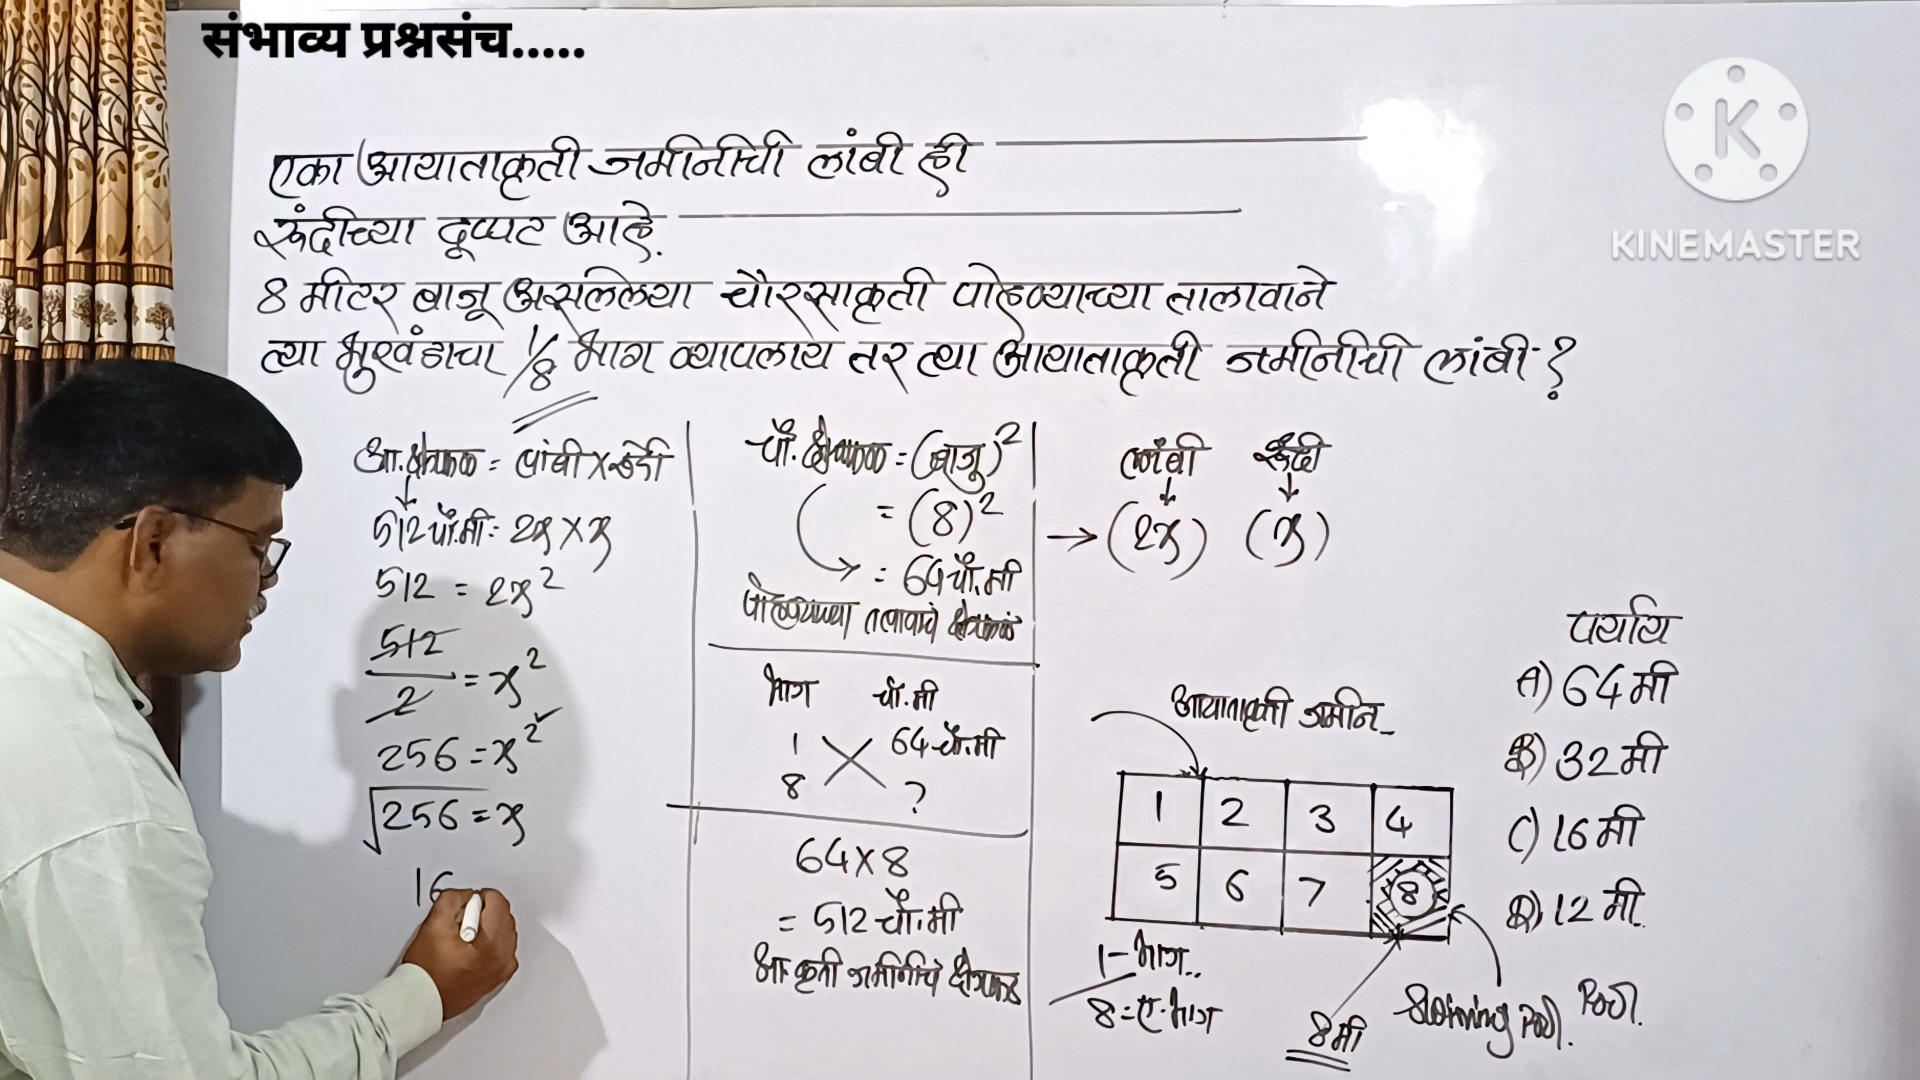 संभाव्य प्रश्नसंच.....
KINEMASTER
एका आयाताकृती जमीनीची लांबी ही
रूंदीच्या दूप्पट आहे.
8 मीटर बाजू असलेल्या चौरसाकृती पोहण्याच्या तालावाने
त्या भुखंडाचा 1/8 भाग व्यापलाय तर त्या आयाताकृती जमीनीची लांबी ?
आ. क्षेत्रफळ = लांबी × रूंदी
512 चौ.मी = 2x × x
512 = 2x²
512/2 = x²
256 = x²
√256 = x
16
चौ. क्षेत्रफळ = (बाजू)²
= (8)²
= 64 चौ.मी
पोहण्याच्या तलावाचे क्षेत्रफळ
भाग चौ.मी
1 64 चौ.मी
8 ?
64×8
= 512 चौ.मी
आ.कृती जमीनीचे क्षेत्रफळ
लांबी रूंदी
→ (2x) (x)
आयाताकृती जमीन
1 2 3 4
5 6 7 8
1 - भाग..
8 = ए. भाग
8मी
Pool.
पर्याय
A) 64 मी
B) 32 मी
C) 16 मी
D) 12 मी.